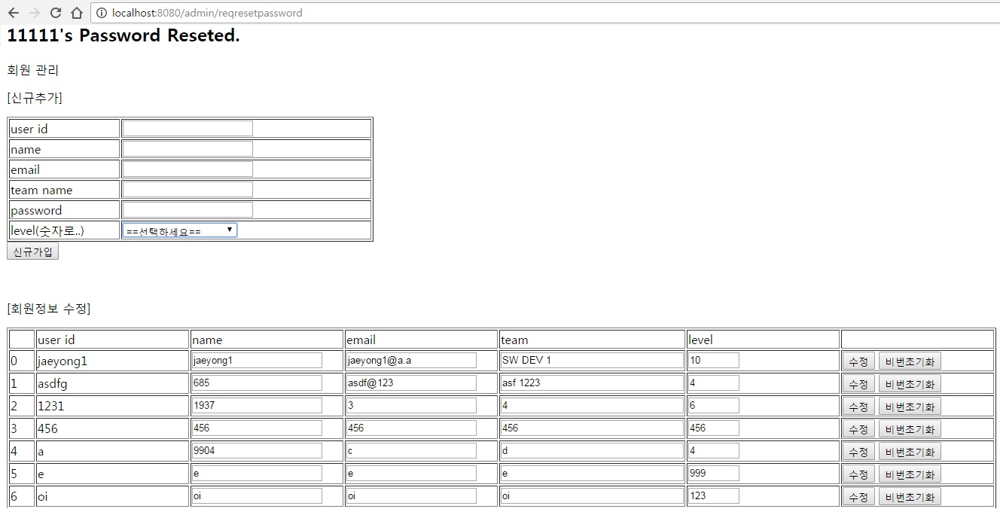 localhost:8080/admin/reqresetpassword
11111's Password Reseted.
회원 관리
[신규추가]
user id
name
email
team name
password
level(숫자로..) ==선택하세요==
신규가입
[회원정보 수정]
user id name email team level
0 jaeyong1 jaeyong1 jaeyong1@a.a SW DEV 1 10 수정 비번초기화
1 asdfg 685 asdf@123 asf 1223 4 수정 비번초기화
2 1231 1937 3 4 6 수정 비번초기화
3 456 456 456 456 456 수정 비번초기화
4 a 9904 c d 4 수정 비번초기화
5 e e e e 999 수정 비번초기화
6 oi oi oi oi 123 수정 비번초기화